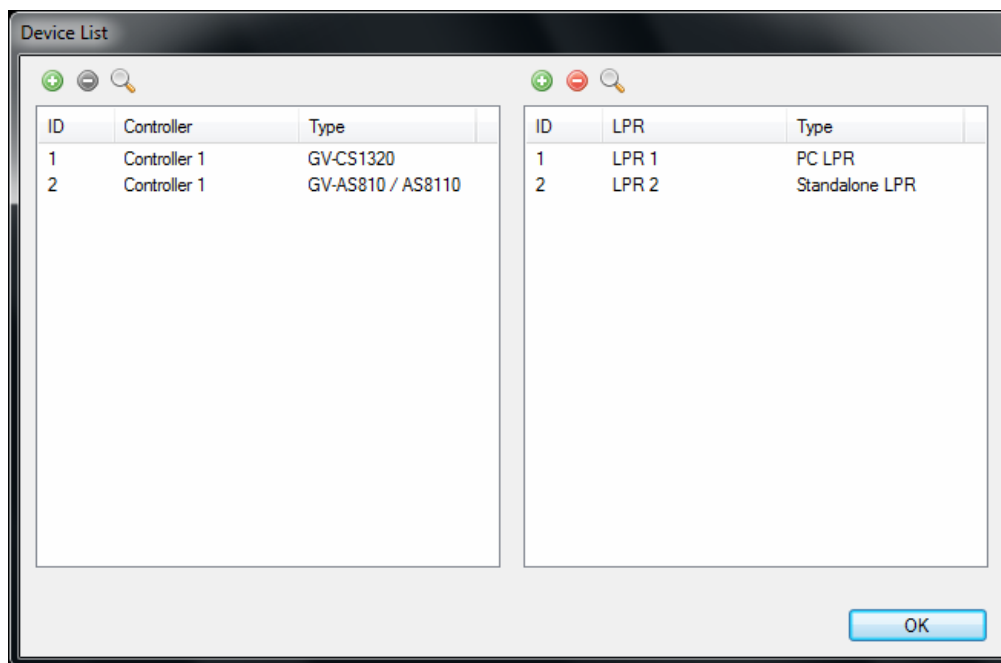 Device List
ID Controller Type
1 Controller 1 GV-CS1320
2 Controller 1 GV-AS810 / AS8110
ID LPR Type
1 LPR 1 PC LPR
2 LPR 2 Standalone LPR
OK